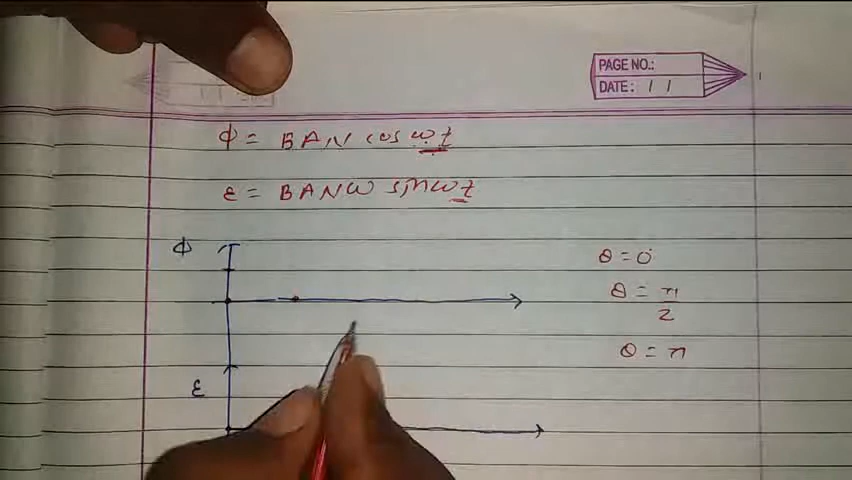 PAGE NO.:
DATE: / /
Φ = BAN cos ωt
ε = BANω sin ωt
Φ
θ = 0
θ = π/2
θ = π
ε